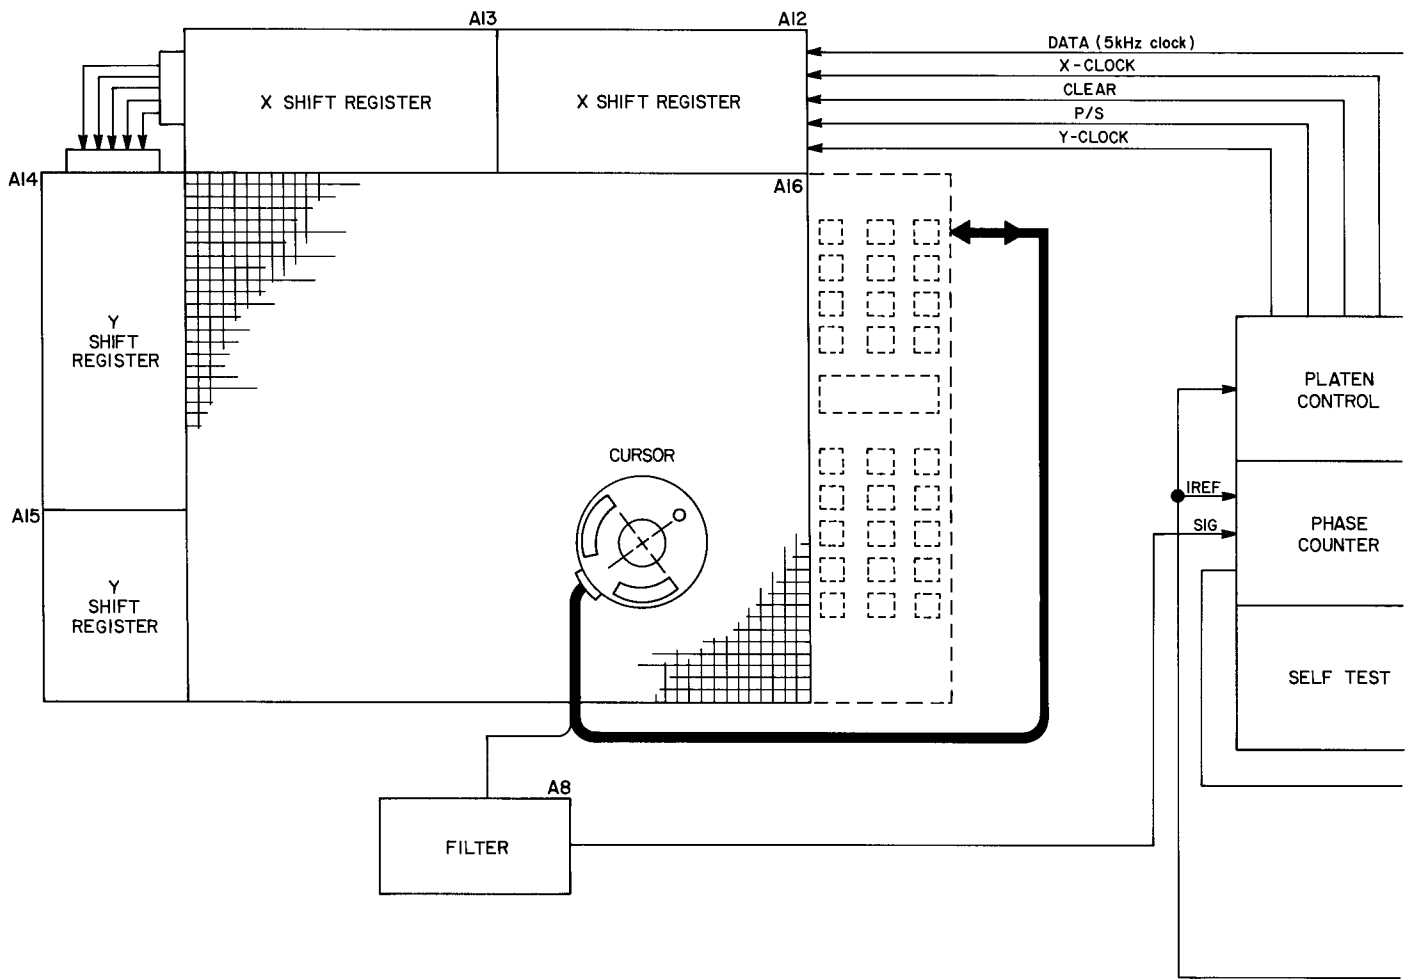 A13
A12
DATA (5kHz clock)
X-CLOCK
CLEAR
P/S
Y-CLOCK
X SHIFT REGISTER
X SHIFT REGISTER
A14
A16
Y
SHIFT
REGISTER
PLATEN
CONTROL
CURSOR
IREF
SIG
PHASE
COUNTER
A15
Y
SHIFT
REGISTER
SELF TEST
A8
FILTER